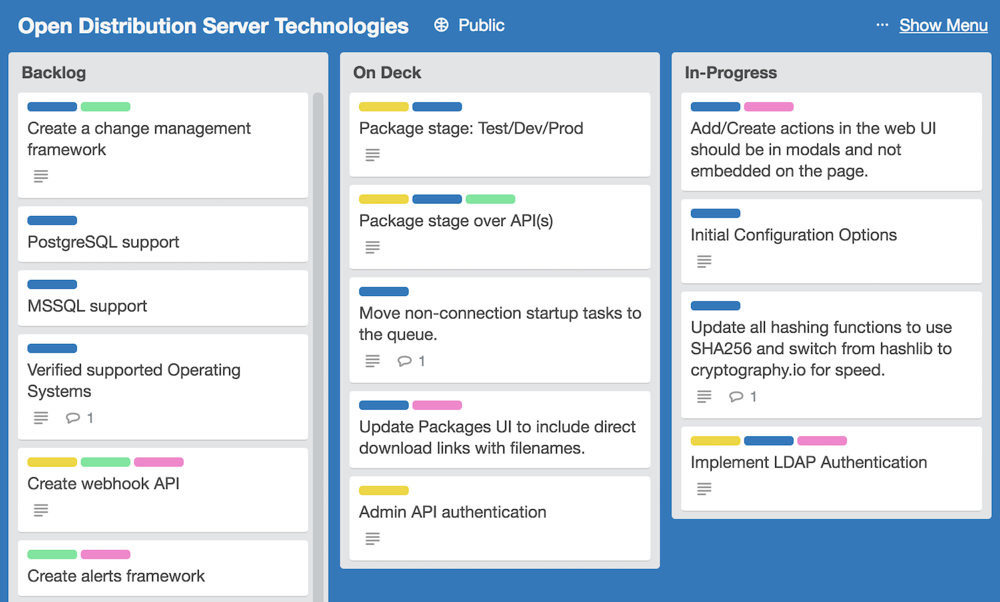 Open Distribution Server Technologies
Public
··· Show Menu
Backlog
Create a change management
framework
PostgreSQL support
MSSQL support
Verified supported Operating
Systems
1
Create webhook API
Create alerts framework
On Deck
Package stage: Test/Dev/Prod
Package stage over API(s)
Move non-connection startup tasks to
the queue.
1
Update Packages UI to include direct
download links with filenames.
Admin API authentication
In-Progress
Add/Create actions in the web UI
should be in modals and not
embedded on the page.
Initial Configuration Options
Update all hashing functions to use
SHA256 and switch from hashlib to
cryptography.io for speed.
1
Implement LDAP Authentication